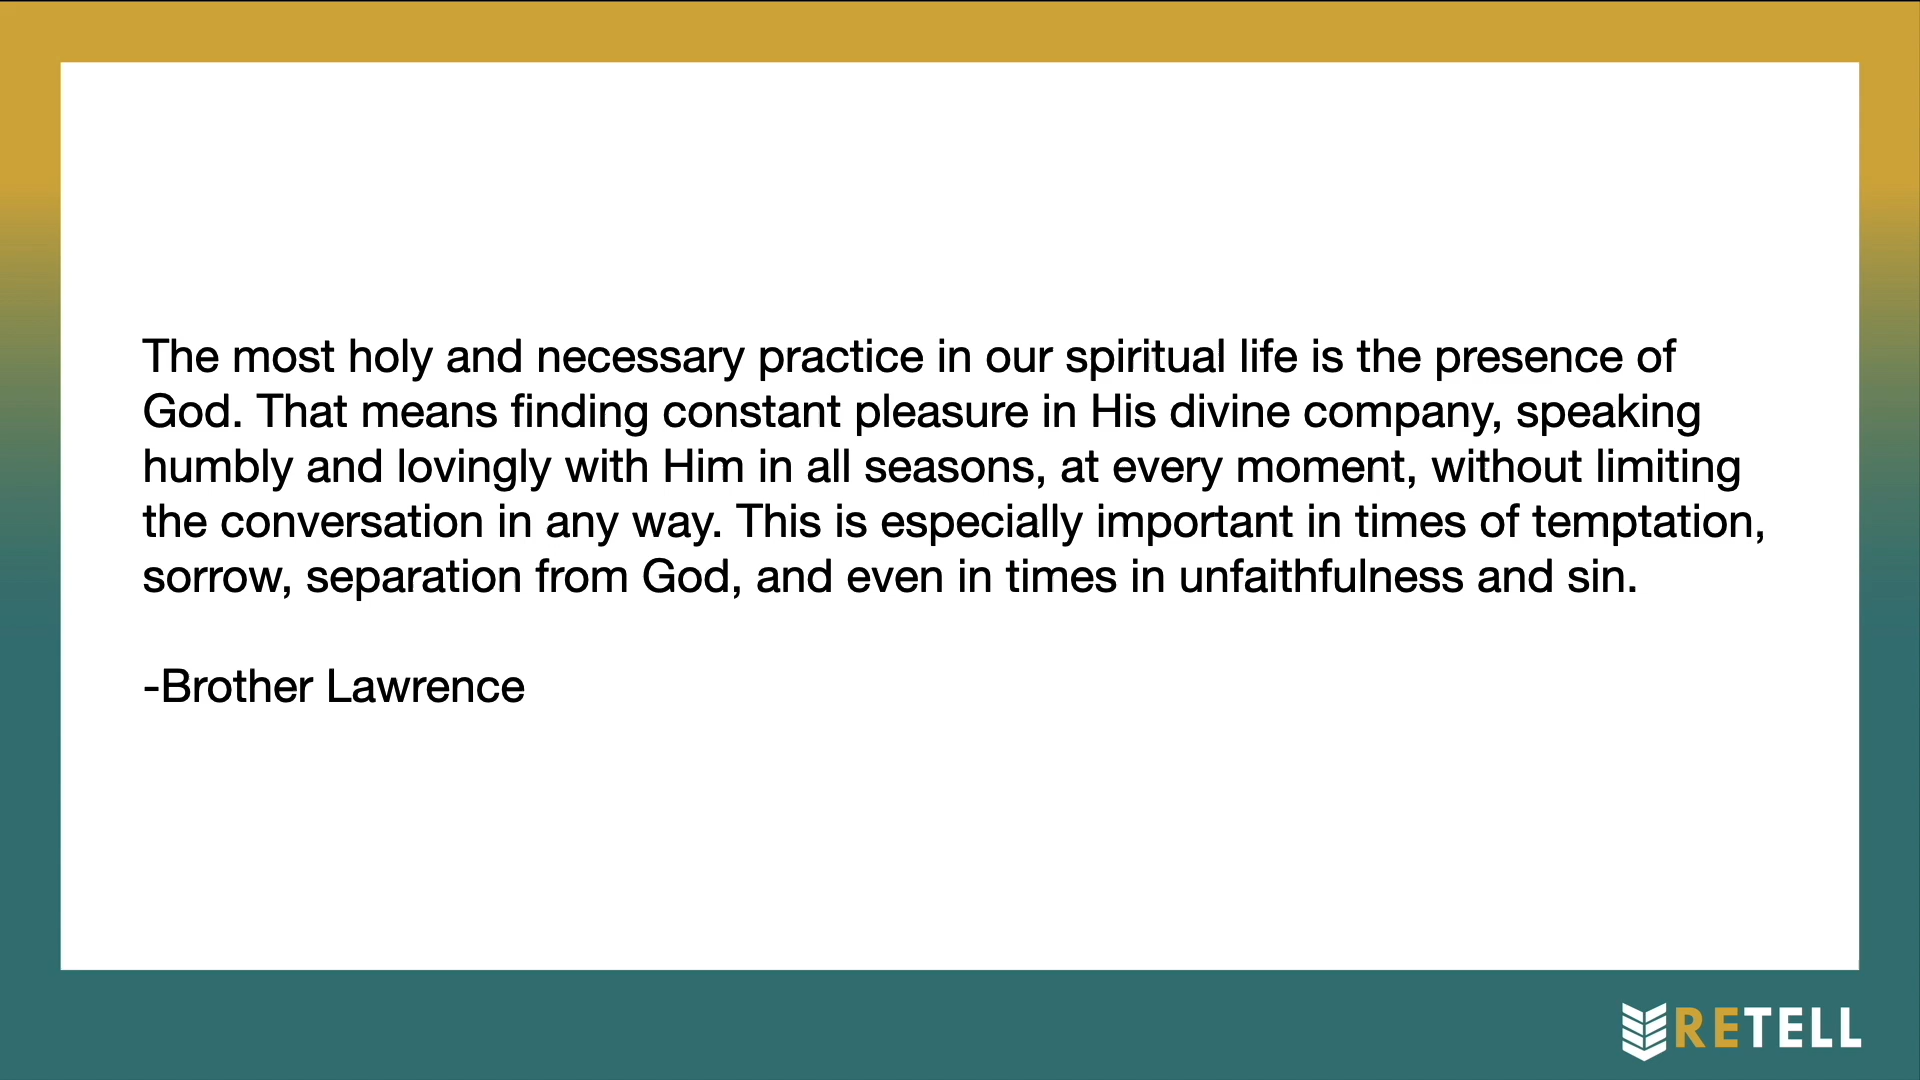 The most holy and necessary practice in our spiritual life is the presence of
God. That means finding constant pleasure in His divine company, speaking
humbly and lovingly with Him in all seasons, at every moment, without limiting
the conversation in any way. This is especially important in times of temptation,
sorrow, separation from God, and even in times in unfaithfulness and sin.
-Brother Lawrence
RETELL